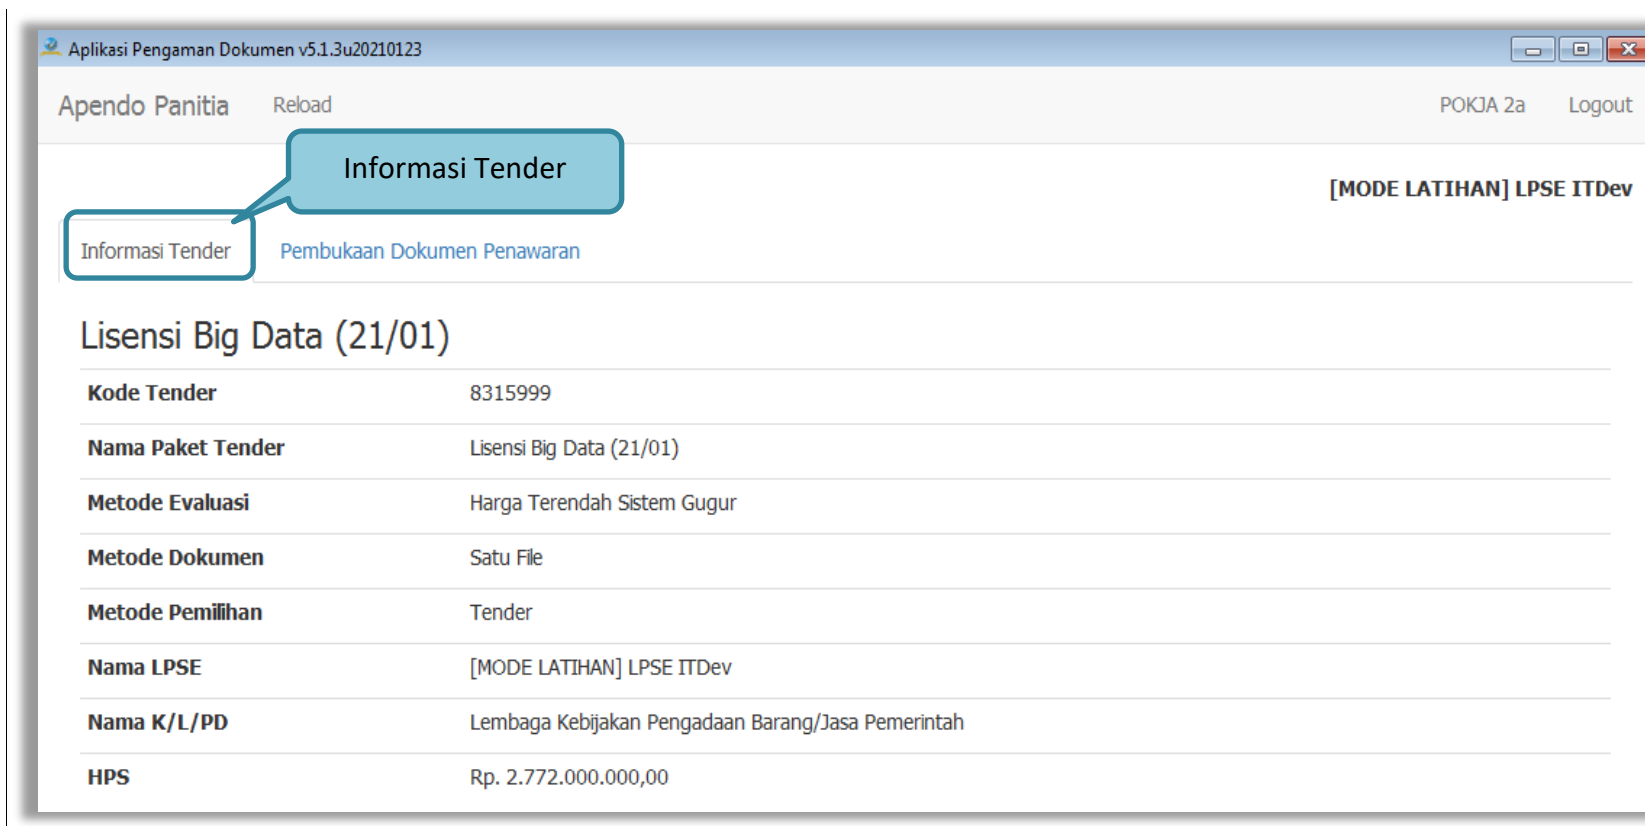 Aplikasi Pengaman Dokumen v5.1.3u20210123
Apendo Panitia Reload POKJA 2a Logout
Informasi Tender
[MODE LATIHAN] LPSE ITDev
Informasi Tender Pembukaan Dokumen Penawaran
Lisensi Big Data (21/01)
Kode Tender 8315999
Nama Paket Tender Lisensi Big Data (21/01)
Metode Evaluasi Harga Terendah Sistem Gugur
Metode Dokumen Satu File
Metode Pemilihan Tender
Nama LPSE [MODE LATIHAN] LPSE ITDev
Nama K/L/PD Lembaga Kebijakan Pengadaan Barang/Jasa Pemerintah
HPS Rp. 2.772.000.000,00